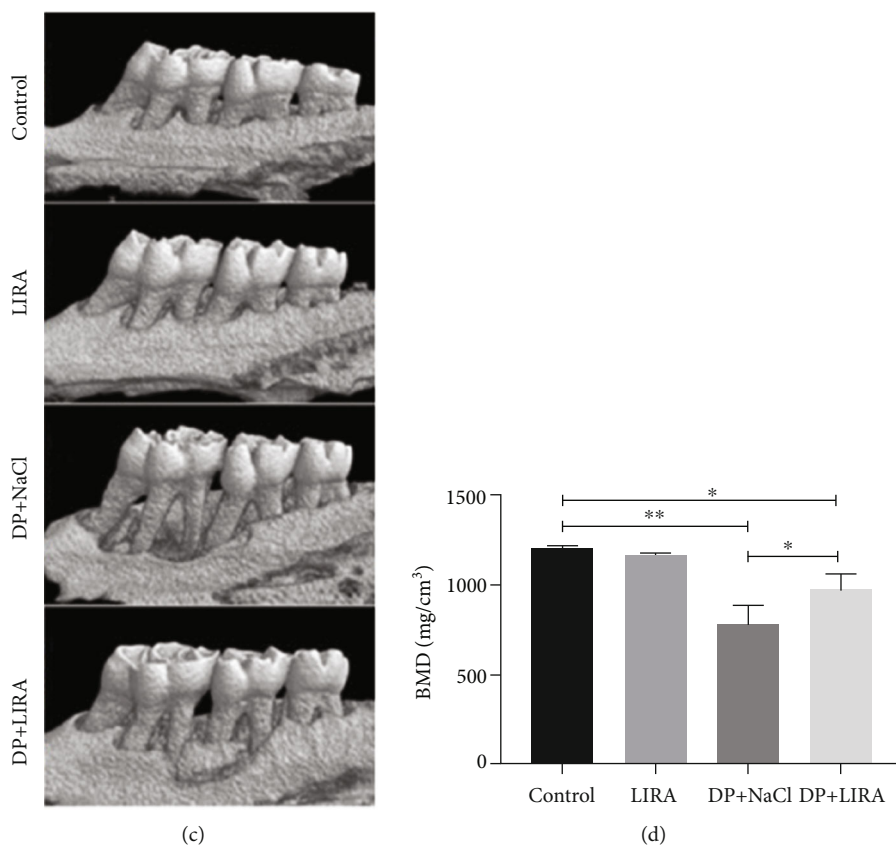 Control
LIRA
DP+NaCl
DP+LIRA
(c)
BMD (mg/cm³)
1500
1000
500
0
*
**
*
Control LIRA DP+NaCl DP+LIRA
(d)